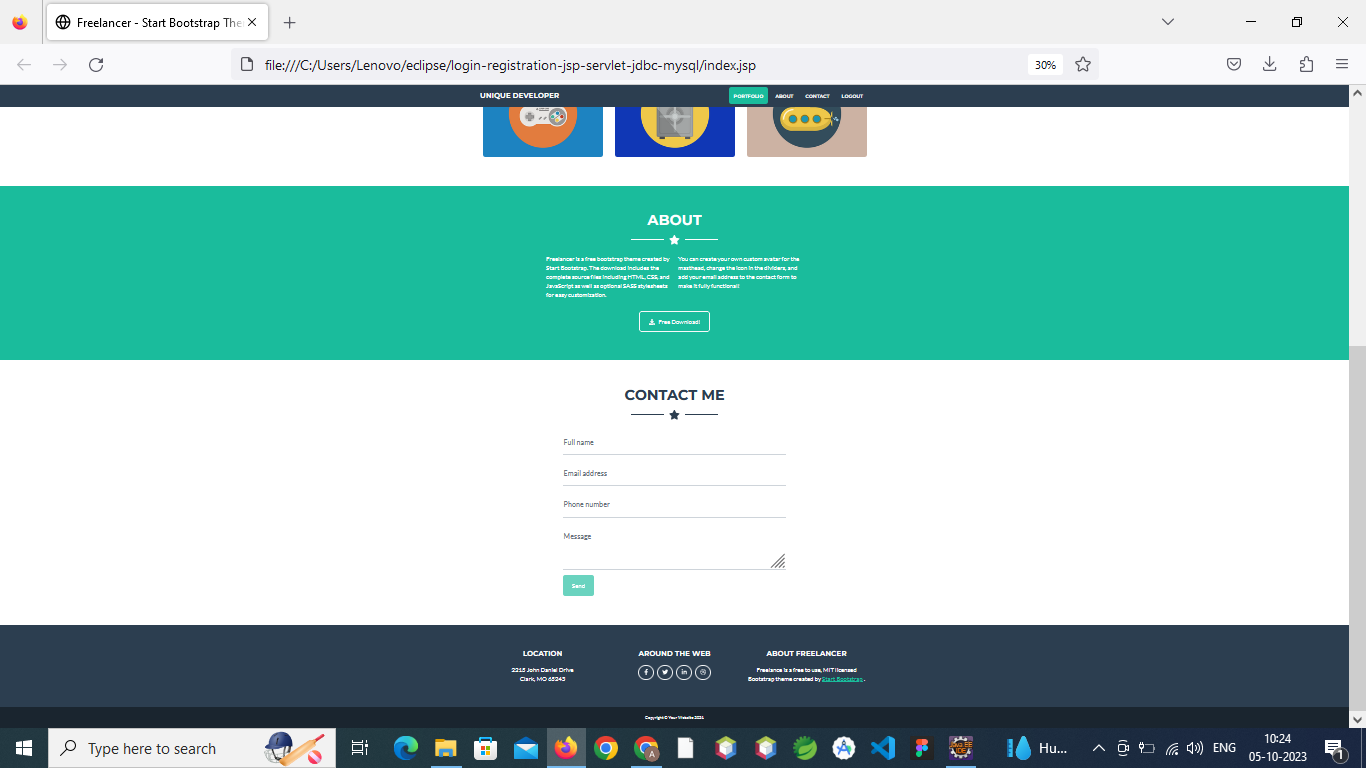 Freelancer - Start Bootstrap The
file:///C:/Users/Lenovo/eclipse/login-registration-jsp-servlet-jdbc-mysql/index.jsp
30%
UNIQUE DEVELOPER
PORTFOLIO
ABOUT
CONTACT
LOGOUT
ABOUT
Freelancer is a free bootstrap theme created by
Start Bootstrap. The download includes the
complete source files including HTML, CSS, and
JavaScript as well as optional SASS stylesheets
for easy customization.
You can create your own custom avatar for the
masthead, change the icon in the dividers, and
add your email address to the contact form to
make it fully functional!
Free Download!
CONTACT ME
Full name
Email address
Phone number
Message
Send
LOCATION
2215 John Daniel Drive
Clark, MO 65243
AROUND THE WEB
ABOUT FREELANCER
Freelance is a free to use, MIT licensed
Bootstrap theme created by Start Bootstrap .
Copyright © Your Website 2021
Type here to search
Java EE
IDE
Hu...
ENG
10:24
05-10-2023
1